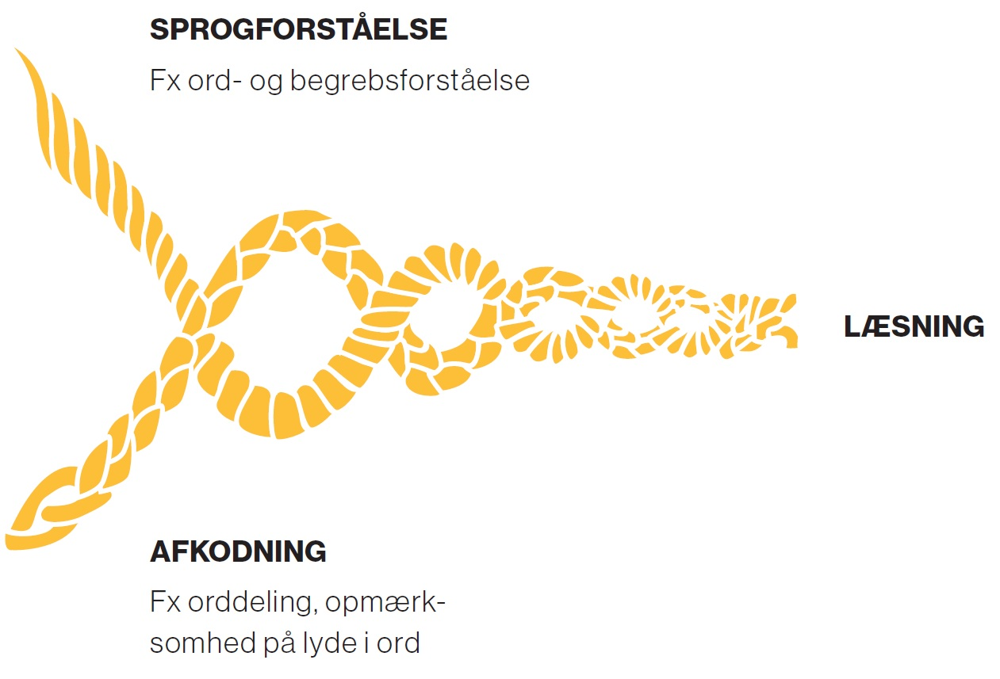 SPROGFORSTÅELSE
Fx ord- og begrebsforståelse
LÆSNING
AFKODNING
Fx orddeling, opmærk-
somhed på lyde i ord